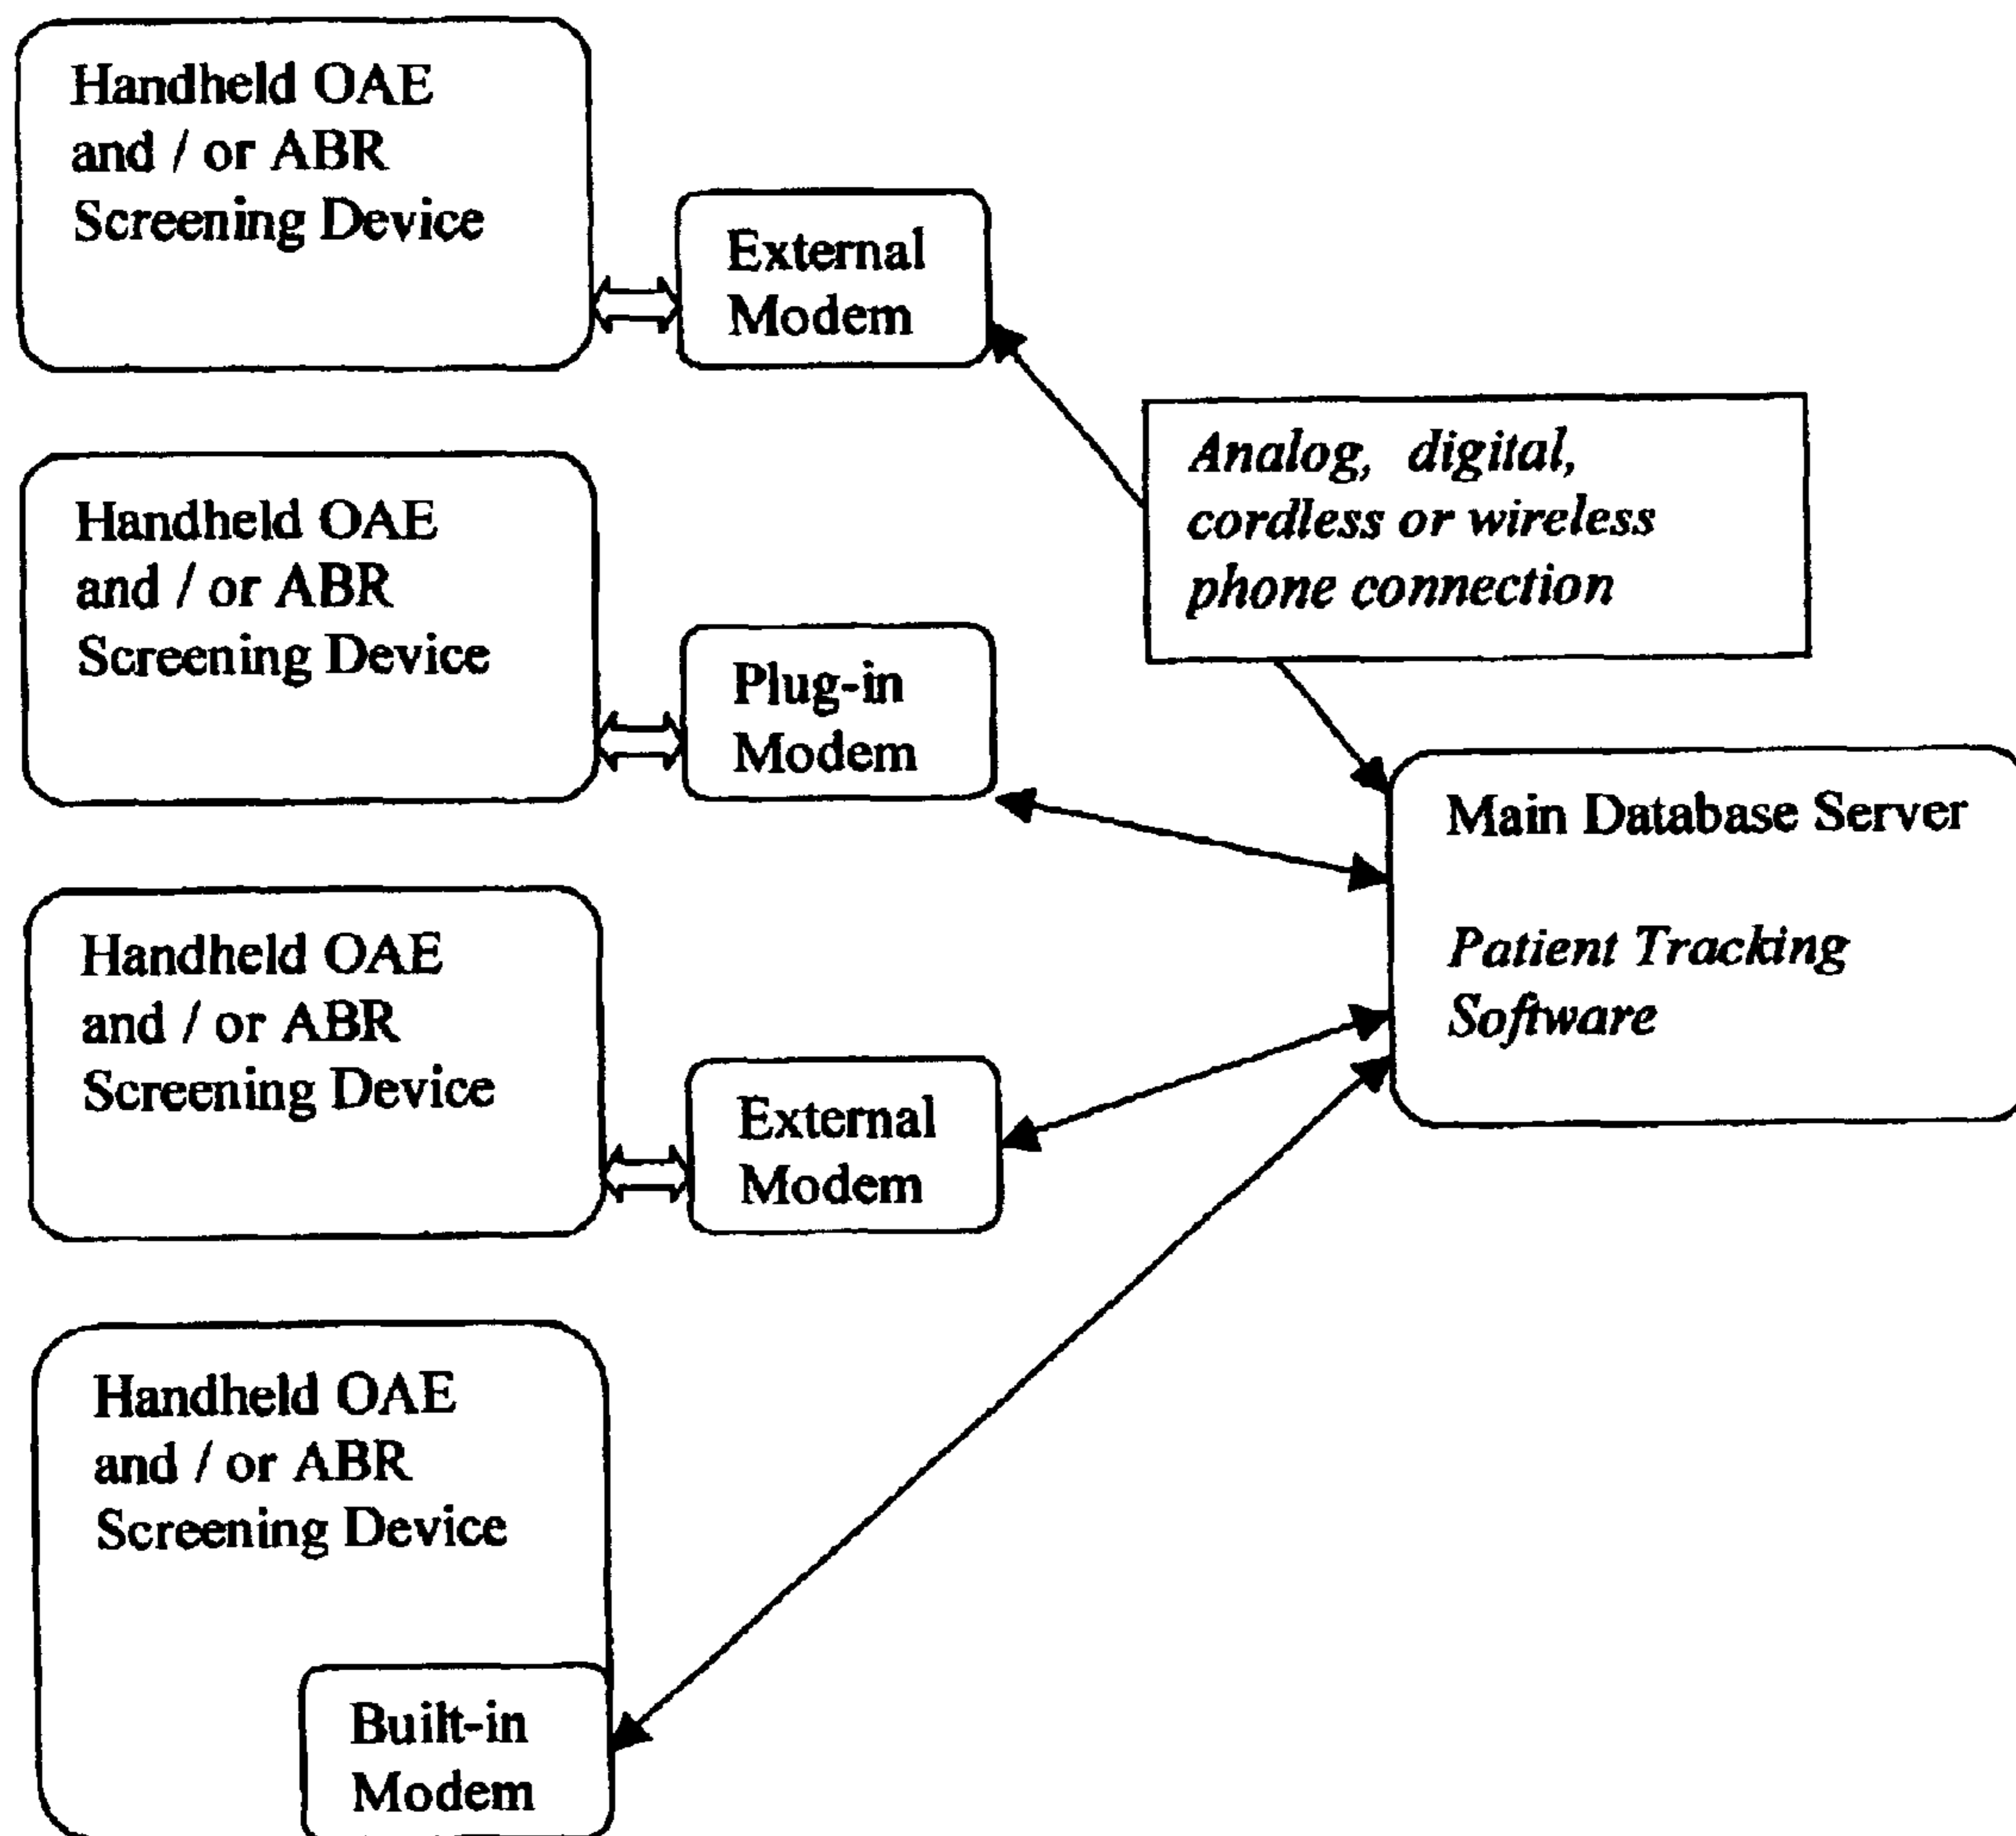 Handheld OAE
and / or ABR
Screening Device
External
Modem
Analog, digital,
cordless or wireless
phone connection
Handheld OAE
and / or ABR
Screening Device
Plug-in
Modem
Main Database Server
Patient Tracking
Software
Handheld OAE
and / or ABR
Screening Device
External
Modem
Handheld OAE
and / or ABR
Screening Device
Built-in
Modem